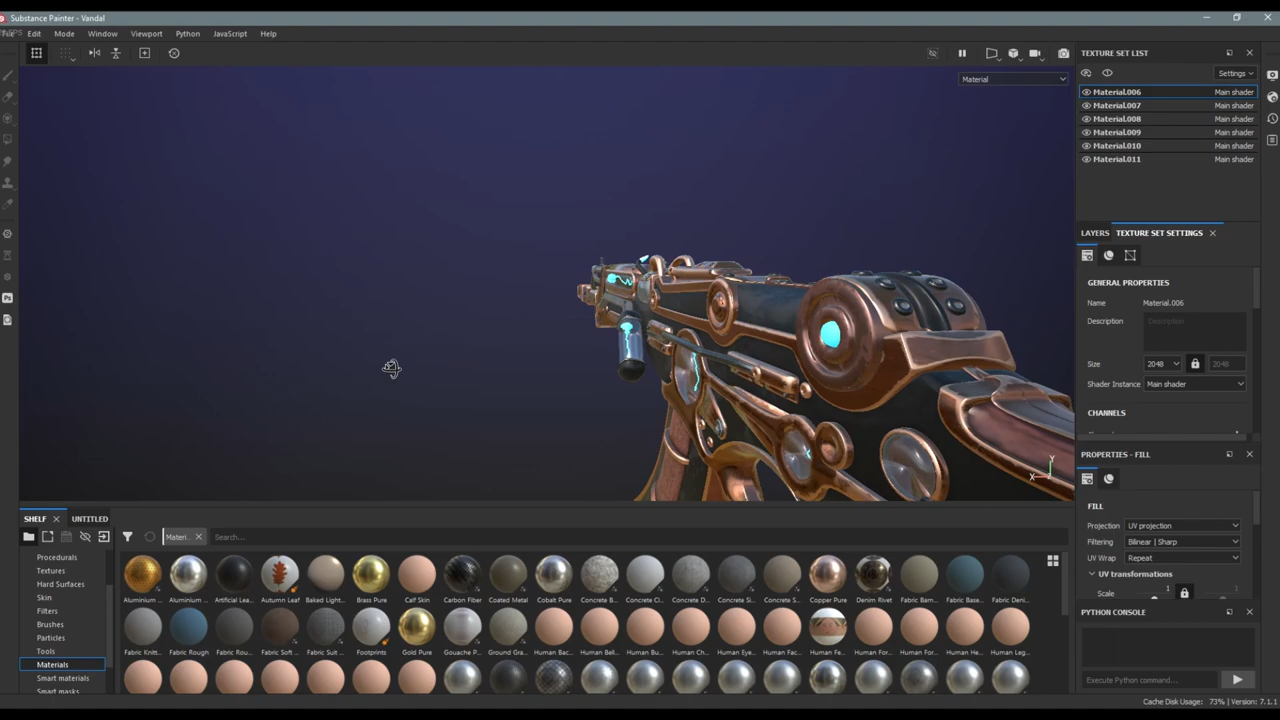 Substance Painter - Vandal
File Edit Mode Window Viewport Python JavaScript Help
Material
TEXTURE SET LIST
Settings
Material.006 Main shader
Material.007 Main shader
Material.008 Main shader
Material.009 Main shader
Material.010 Main shader
Material.011 Main shader
LAYERS TEXTURE SET SETTINGS
GENERAL PROPERTIES
Name Material.006
Description Description
Size 2048 2048
Shader Instance Main shader
CHANNELS
Y
X
PROPERTIES - FILL
FILL
Projection UV projection
Filtering Bilinear | Sharp
UV Wrap Repeat
UV transformations
Scale 1 1
PYTHON CONSOLE
Execute Python command...
SHELF UNTITLED
Materi... Search...
Procedurals
Textures
Hard Surfaces
Skin
Filters
Brushes
Particles
Tools
Materials
Smart materials
Smart masks
Aluminium ... Aluminium ... Artificial Lea... Autumn Leaf Baked Light... Brass Pure Calf Skin Carbon Fiber Coated Metal Cobalt Pure Concrete B... Concrete Cl... Concrete D... Concrete S... Concrete S... Copper Pure Denim Rivet Fabric Bam... Fabric Base... Fabric Deni...
Fabric Knitt... Fabric Rough Fabric Rou... Fabric Soft ... Fabric Suit ... Footprints Gold Pure Gouache P... Ground Gra... Human Bac... Human Bell... Human Bu... Human Ch... Human Eye... Human Fac... Human Fe... Human For... Human For... Human He... Human Leg...
Cache Disk Usage: 73% | Version: 7.1.1